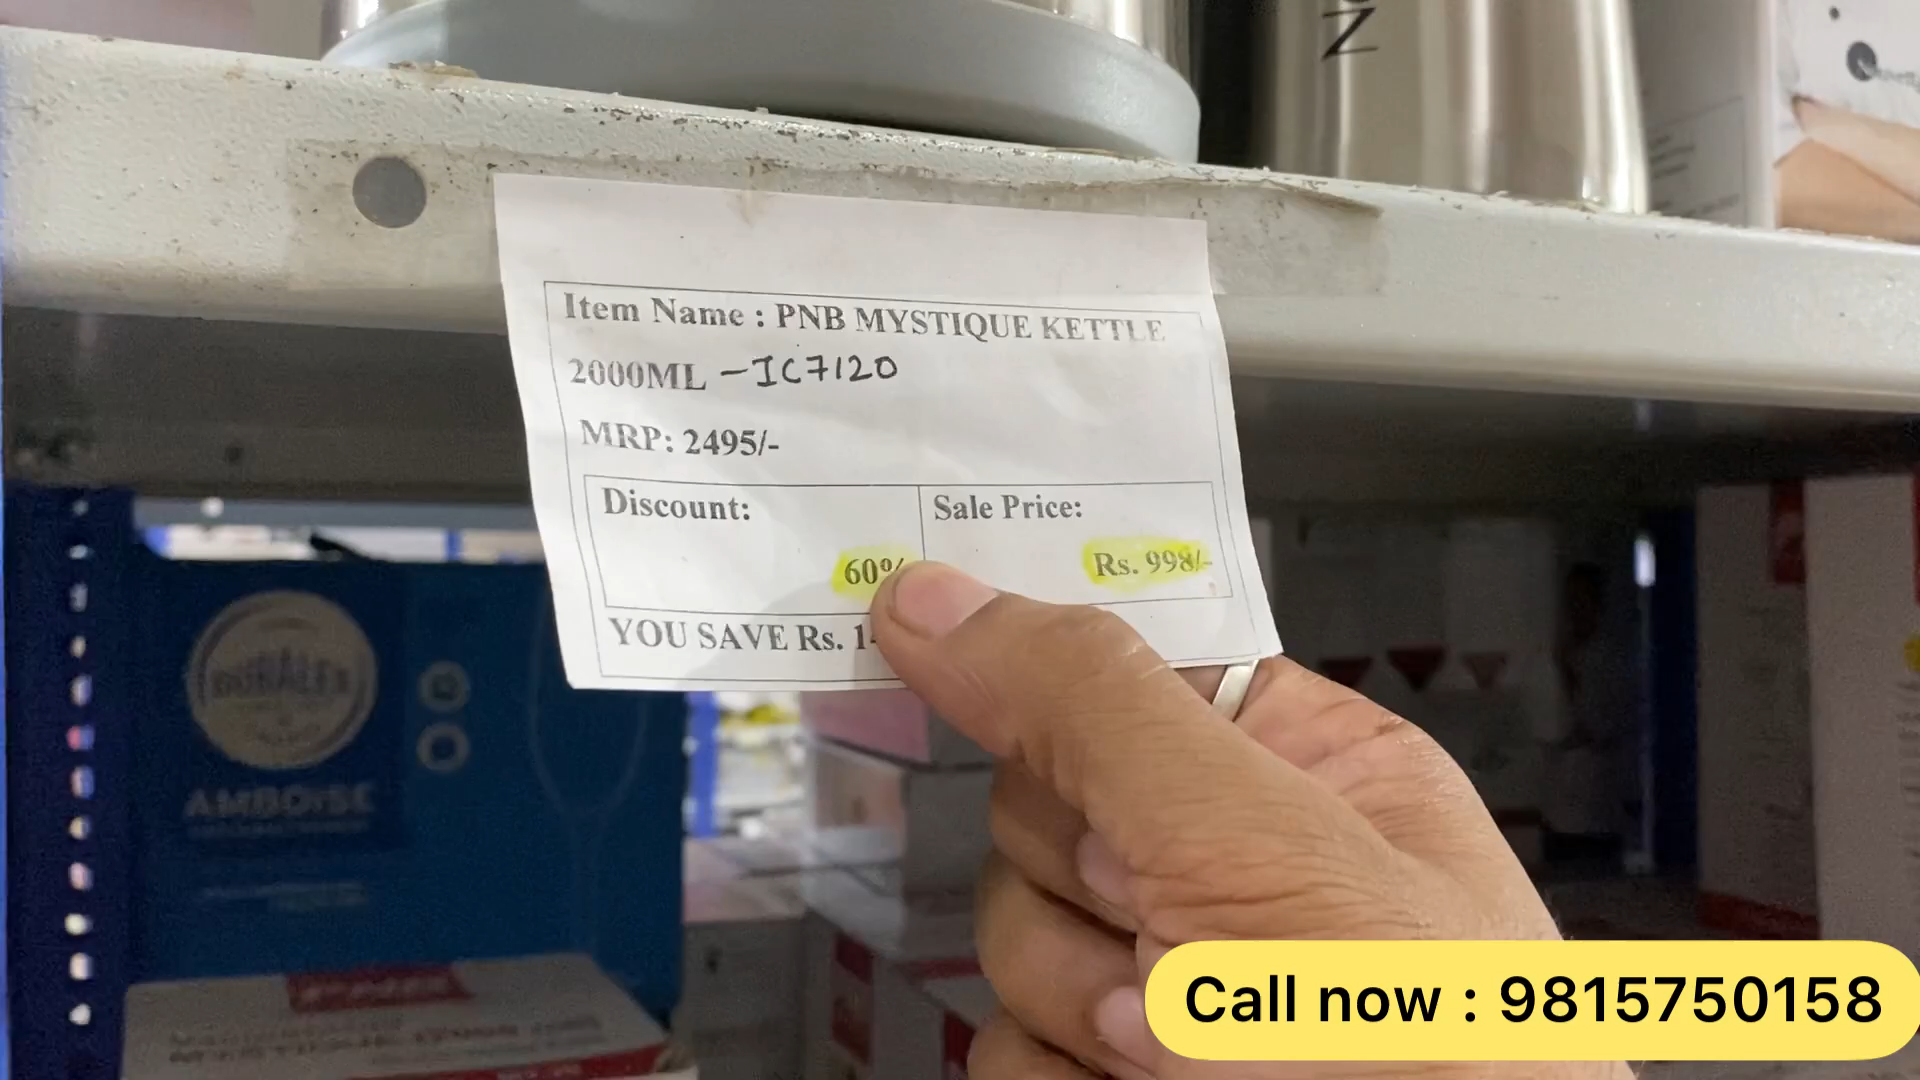 N
Item Name : PNB MYSTIQUE KETTLE
2000ML - IC7120
MRP: 2495/-
Discount:
Sale Price:
60%
Rs. 998/-
YOU SAVE Rs. 14
AMBOISE
Call now : 9815750158